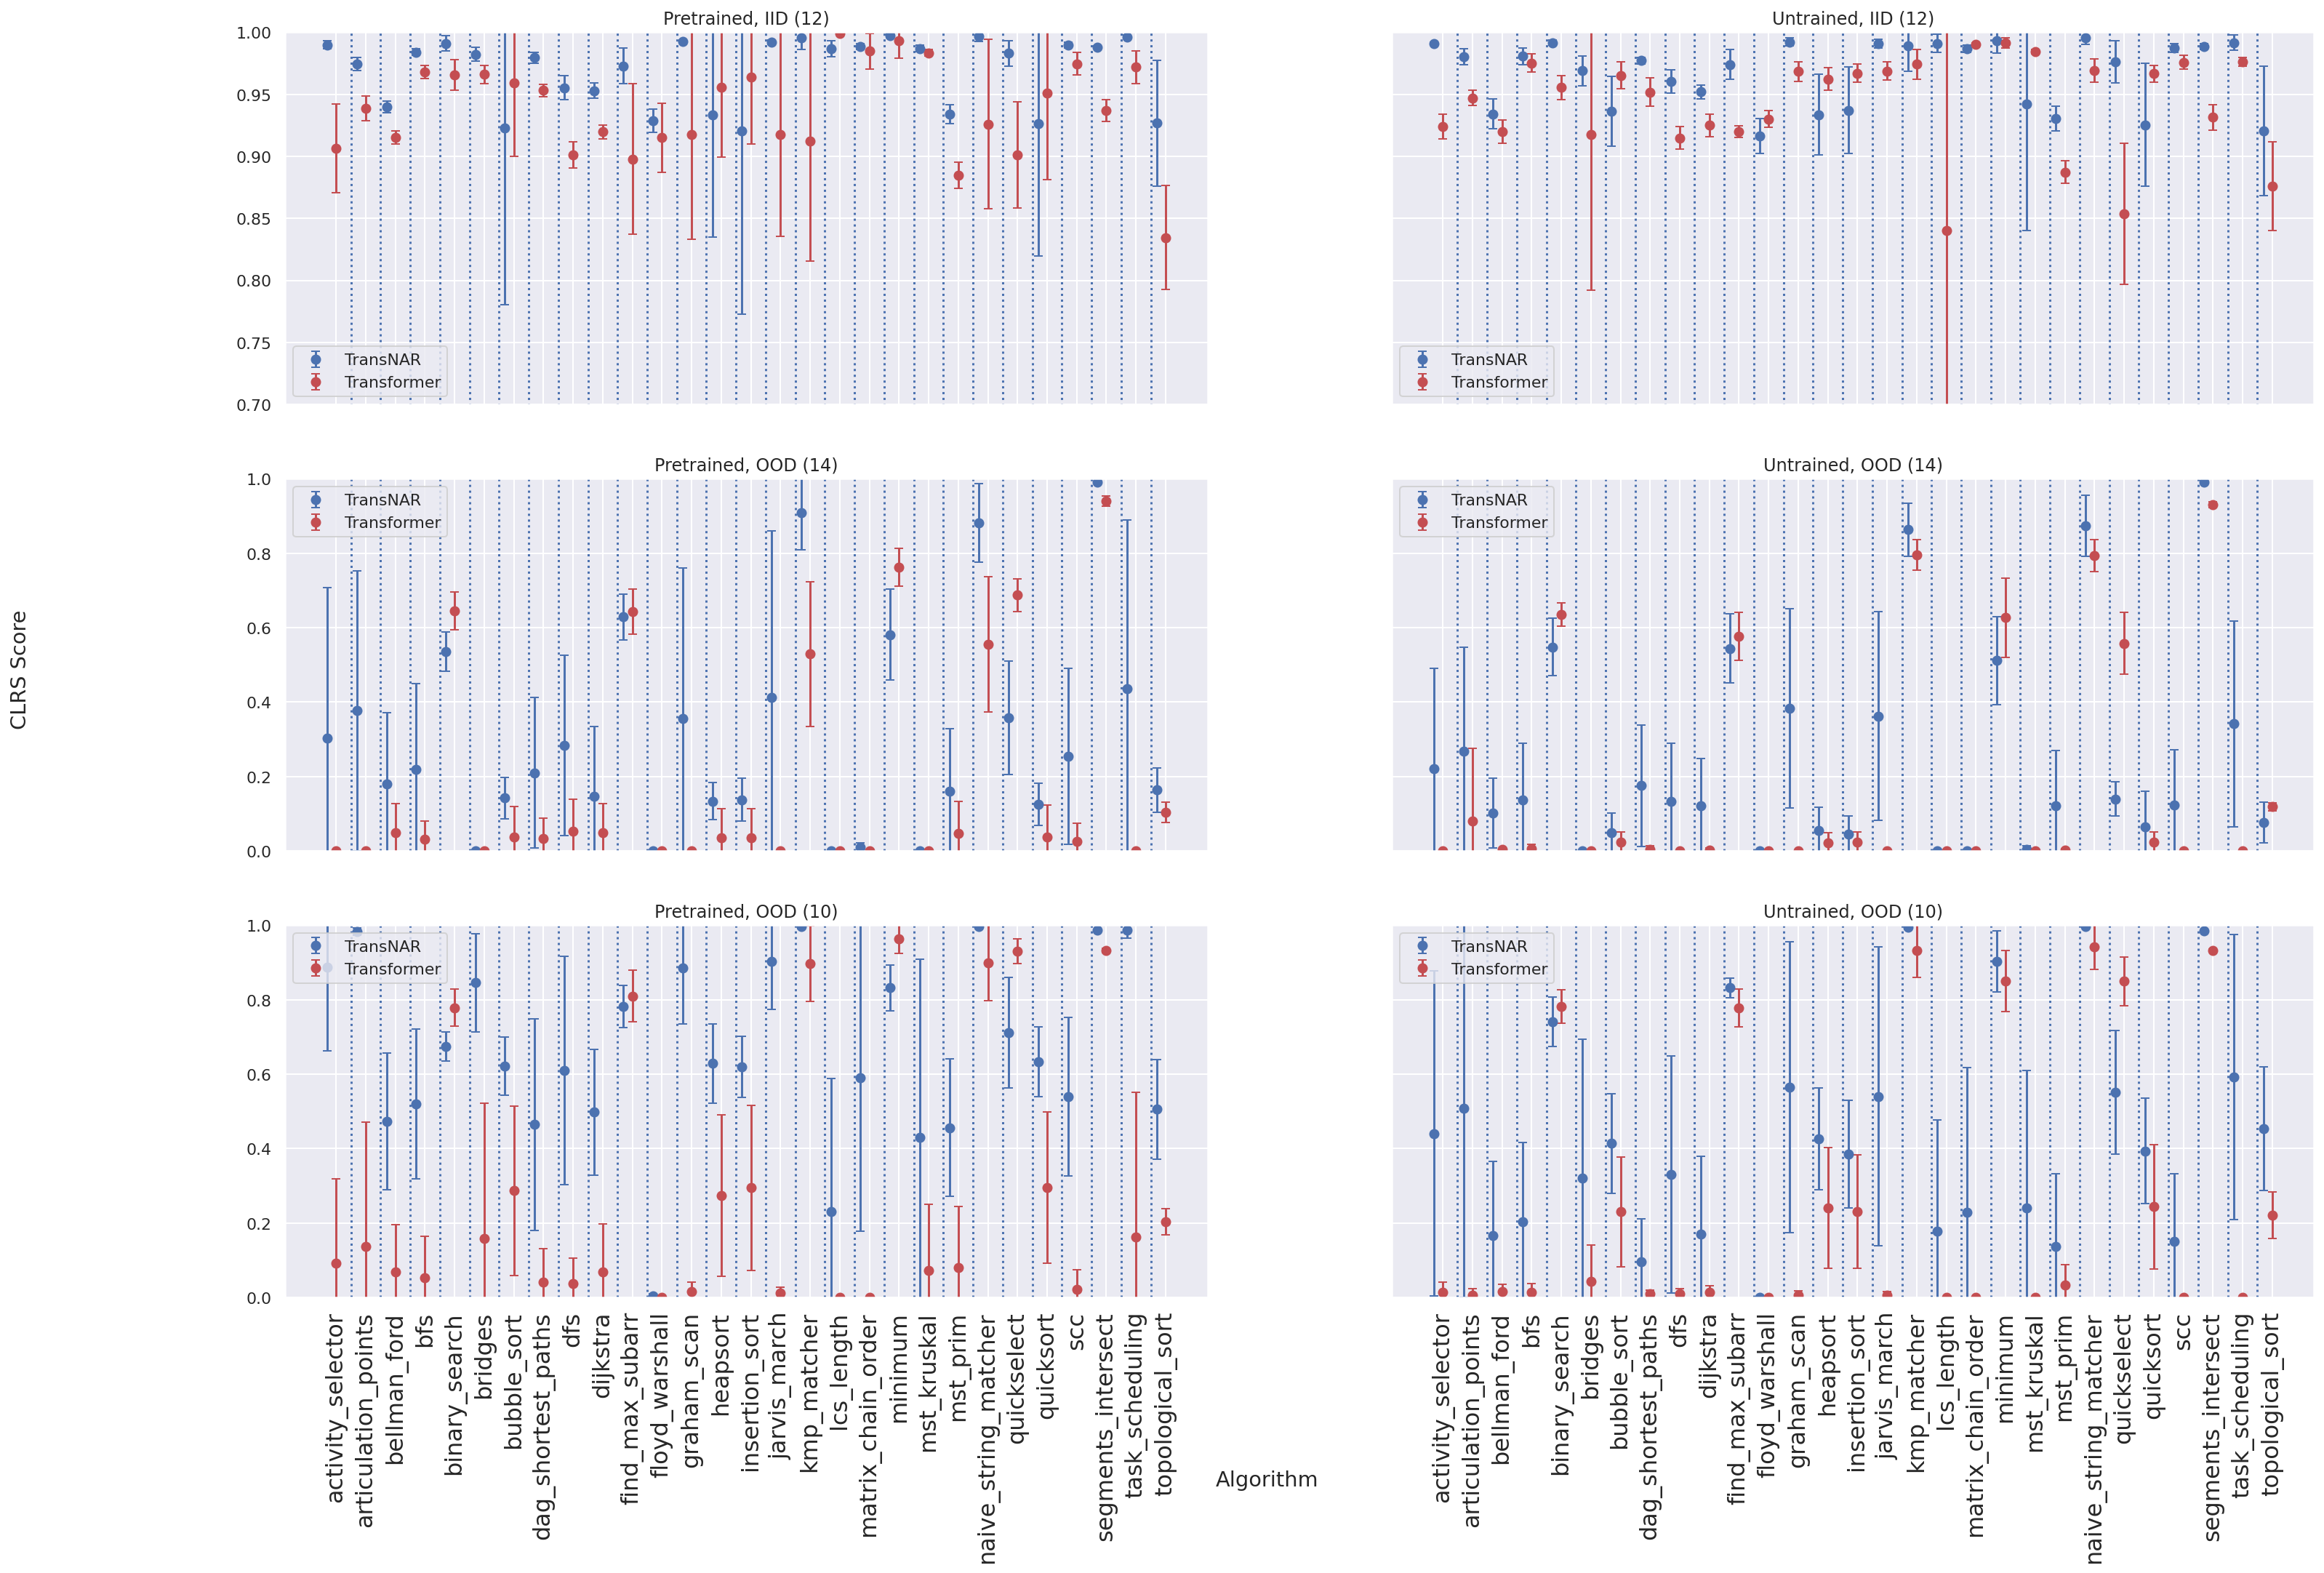 Pretrained, IID (12)
1.00
0.95
0.90
0.85
0.80
0.75
0.70
TransNAR
Transformer
Untrained, IID (12)
TransNAR
Transformer
Pretrained, OOD (14)
1.0
0.8
0.6
0.4
0.2
0.0
TransNAR
Transformer
Untrained, OOD (14)
TransNAR
Transformer
CLRS Score
Pretrained, OOD (10)
1.0
0.8
0.6
0.4
0.2
0.0
TransNAR
Transformer
Untrained, OOD (10)
TransNAR
Transformer
activity_selector
articulation_points
bellman_ford
bfs
binary_search
bridges
bubble_sort
dag_shortest_paths
dfs
dijkstra
find_max_subarr
floyd_warshall
graham_scan
heapsort
insertion_sort
jarvis_march
kmp_matcher
lcs_length
matrix_chain_order
minimum
mst_kruskal
mst_prim
naive_string_matcher
quickselect
quicksort
scc
segments_intersect
task_scheduling
topological_sort
activity_selector
articulation_points
bellman_ford
bfs
binary_search
bridges
bubble_sort
dag_shortest_paths
dfs
dijkstra
find_max_subarr
floyd_warshall
graham_scan
heapsort
insertion_sort
jarvis_march
kmp_matcher
lcs_length
matrix_chain_order
minimum
mst_kruskal
mst_prim
naive_string_matcher
quickselect
quicksort
scc
segments_intersect
task_scheduling
topological_sort
Algorithm